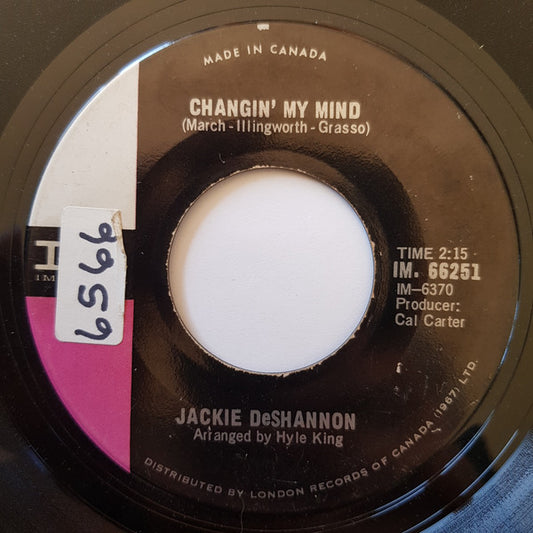 MADE IN CANADA
CHANGIN' MY MIND
(March - Illingworth - Grasso)
TIME 2:15
IM. 66251
IM–6370
Producer:
Cal Carter
6566
JACKIE DeSHANNON
Arranged by Hyle King
DISTRIBUTED BY LONDON RECORDS OF CANADA (1967) LTD.